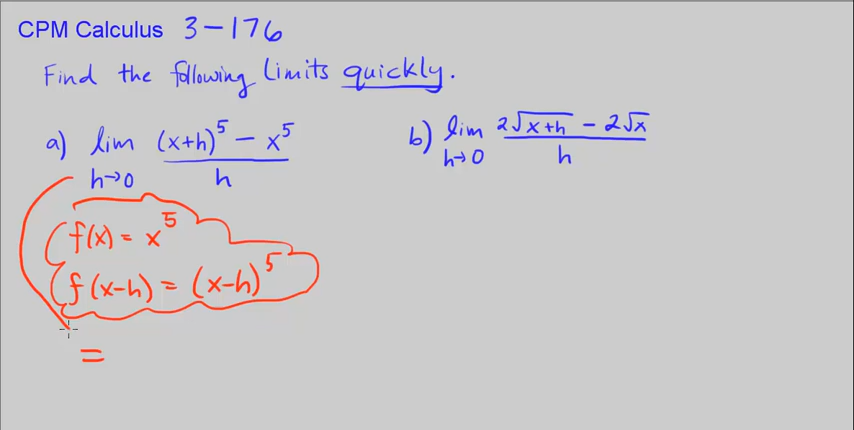 CPM Calculus 3-176
Find the following limits quickly.
a) lim h→0 ((x+h)^5 - x^5)/h
b) lim h→0 (2√(x+h) - 2√x)/h
f(x) = x^5
f(x-h) = (x-h)^5
=